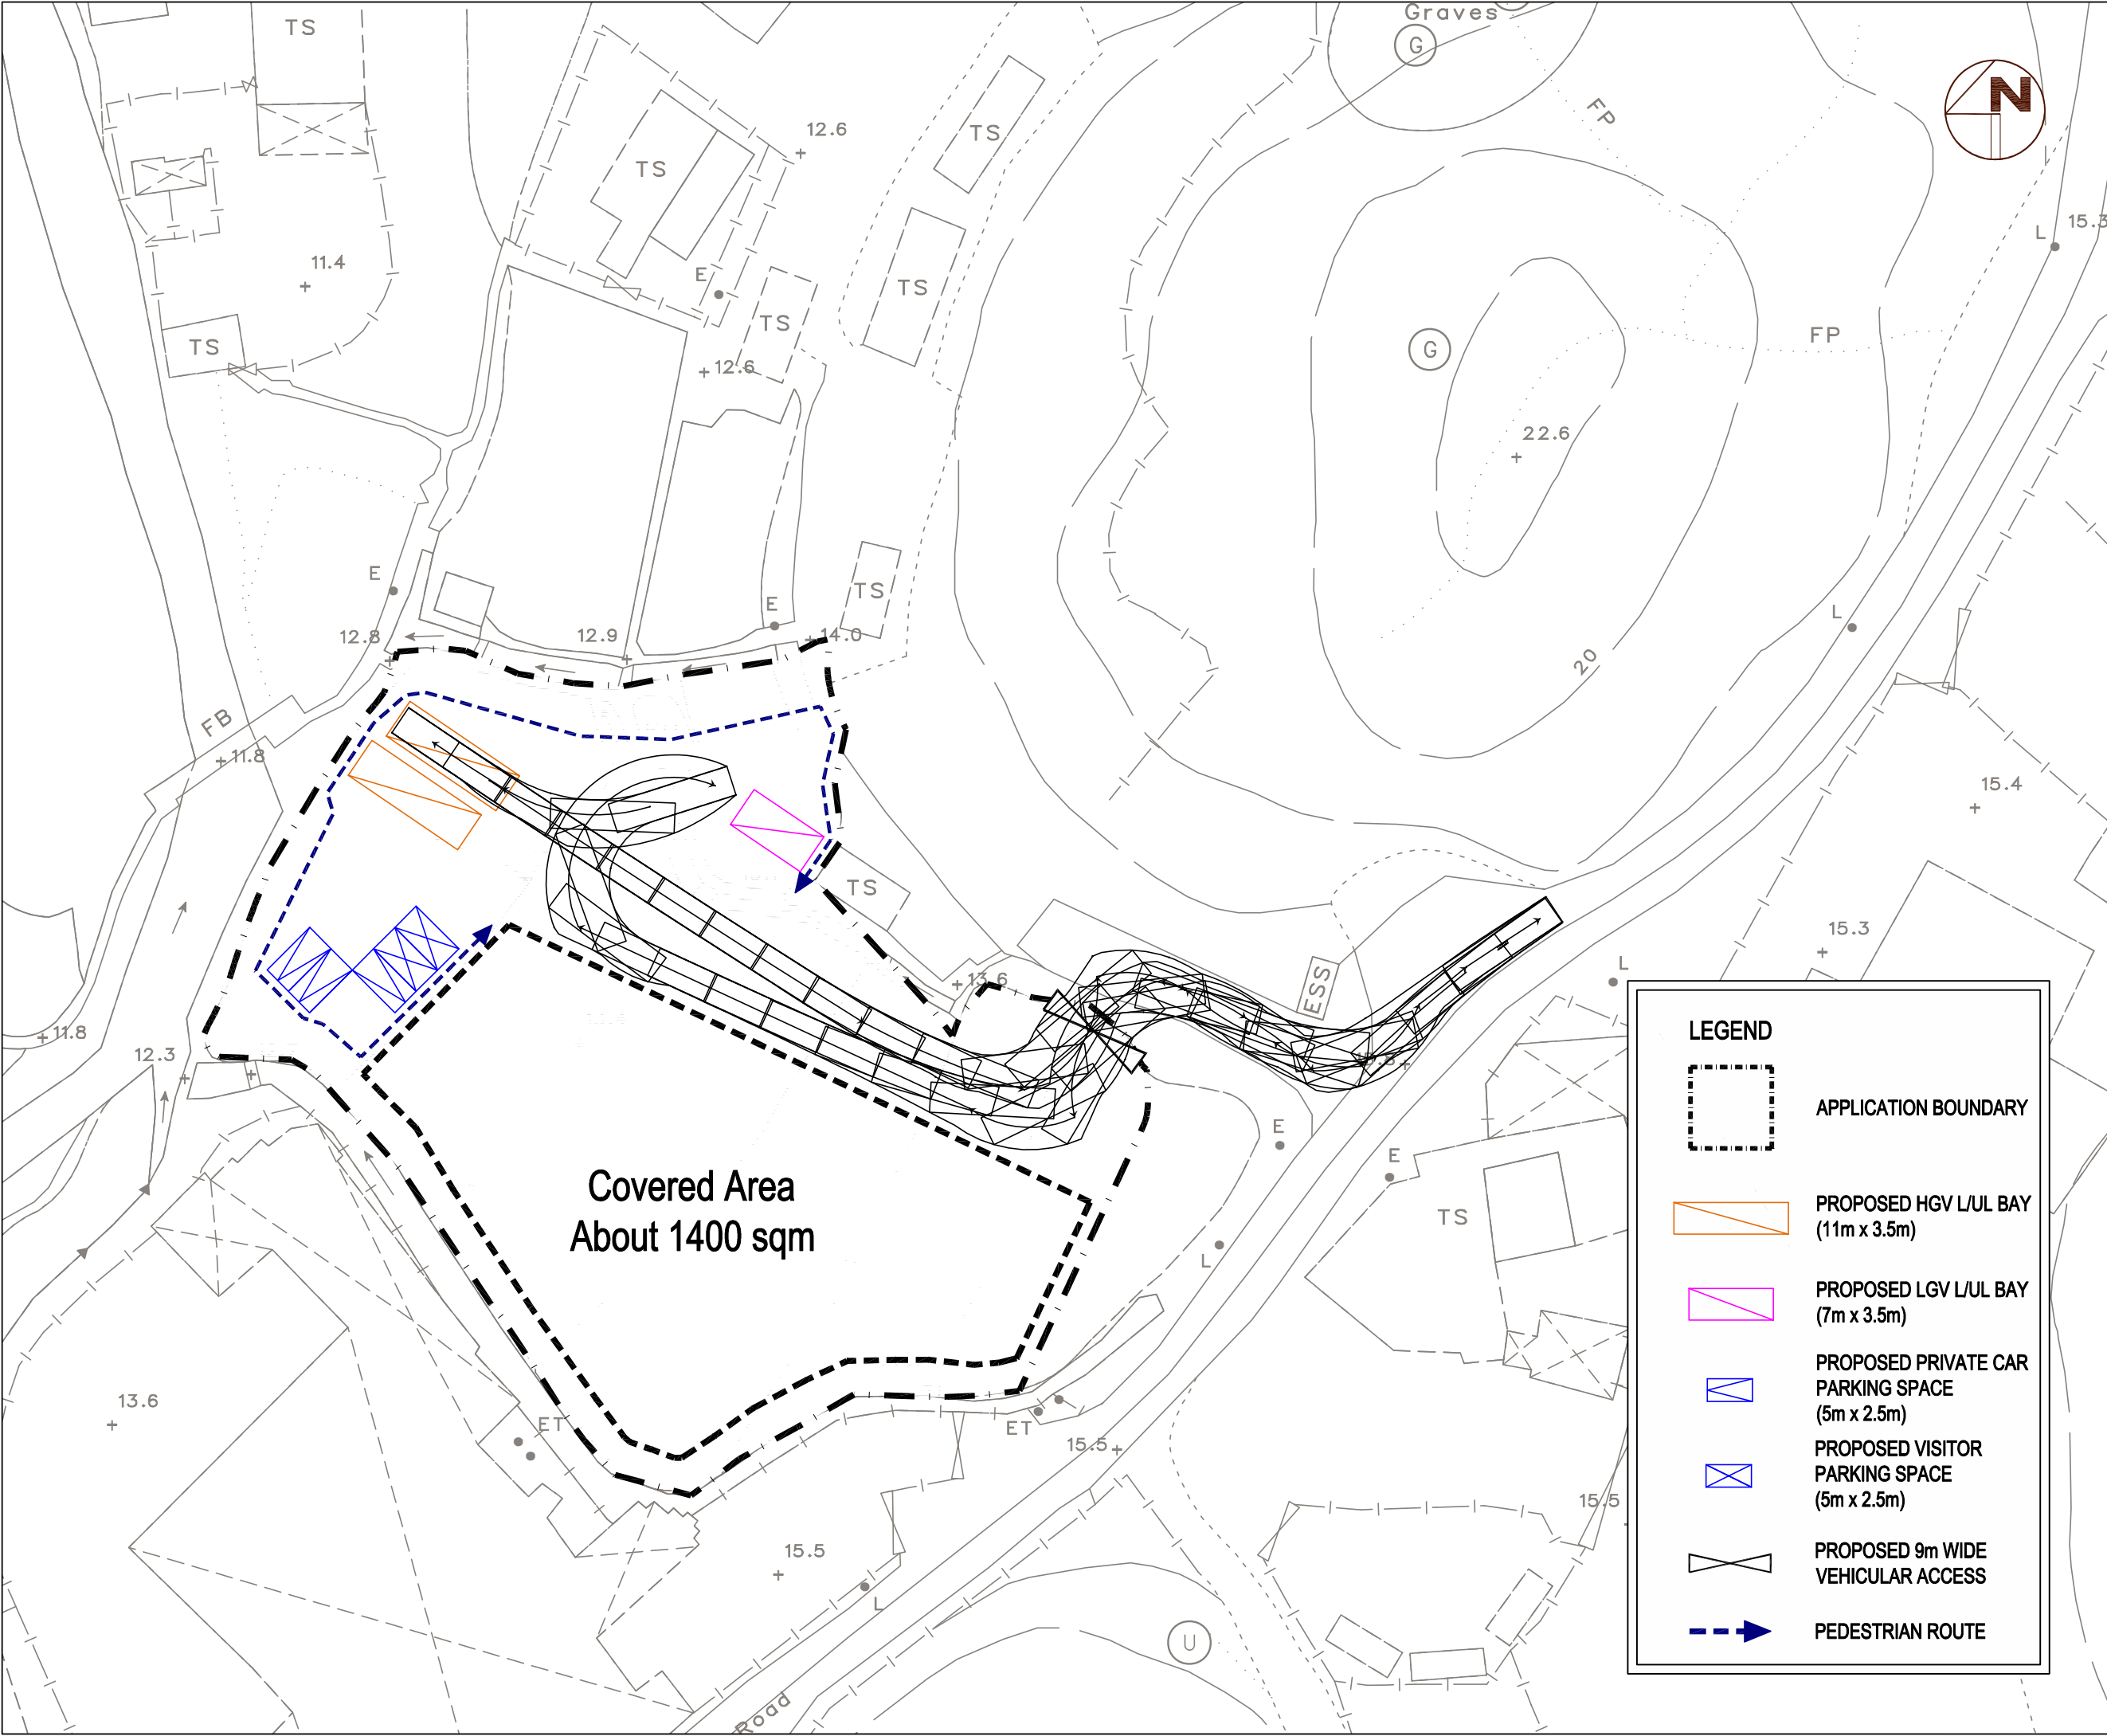 Graves
G
TS
N
FP
12.6
TS
TS
15.3
L
11.4
E
TS
TS
TS
FP
G
12.6
22.6
E
TS
E
L
12.8
12.9
14.0
20
FB
11.8
15.4
TS
15.3
L
13.6
ESS
11.8
12.3
E
E
TS
L
Covered Area
About 1400 sqm
13.6
ET
ET
15.5
15.5
15.5
L
U
Road
LEGEND
APPLICATION BOUNDARY
PROPOSED HGV L/UL BAY
(11m x 3.5m)
PROPOSED LGV L/UL BAY
(7m x 3.5m)
PROPOSED PRIVATE CAR
PARKING SPACE
(5m x 2.5m)
PROPOSED VISITOR
PARKING SPACE
(5m x 2.5m)
PROPOSED 9m WIDE
VEHICULAR ACCESS
PEDESTRIAN ROUTE